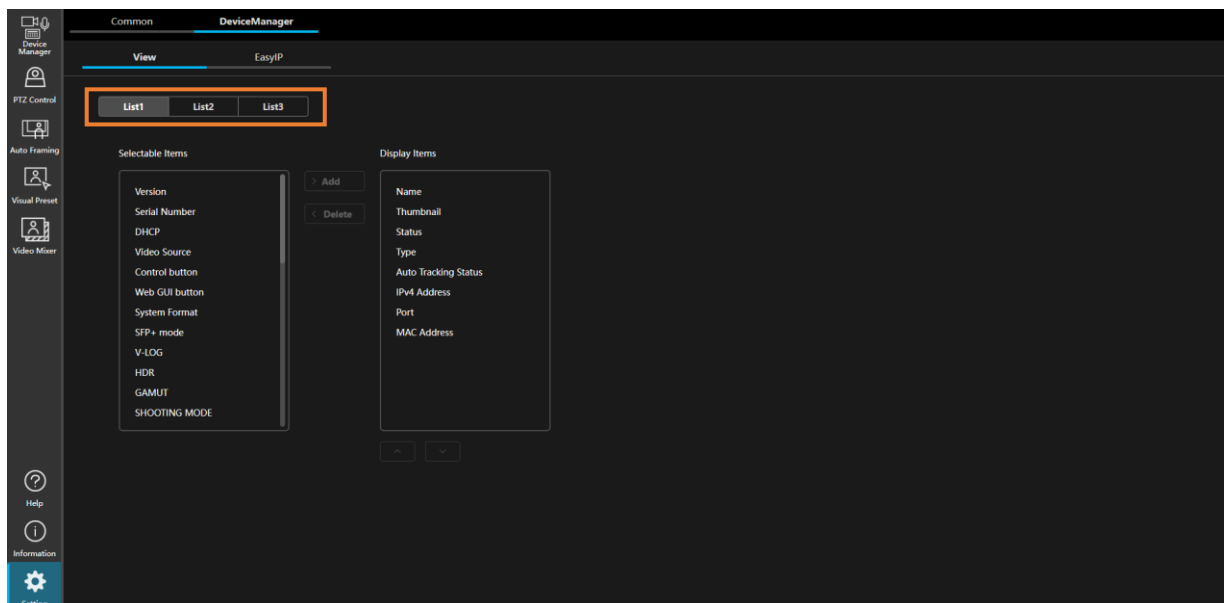 Common
DeviceManager
View
EasyIP
List1
List2
List3
Device
Manager
PTZ Control
Auto Framing
Visual Preset
Video Mixer
Help
Information
Setting
Selectable Items
Version
Serial Number
DHCP
Video Source
Control button
Web GUI button
System Format
SFP+ mode
V-LOG
HDR
GAMUT
SHOOTING MODE
> Add
< Delete
Display Items
Name
Thumbnail
Status
Type
Auto Tracking Status
IPv4 Address
Port
MAC Address